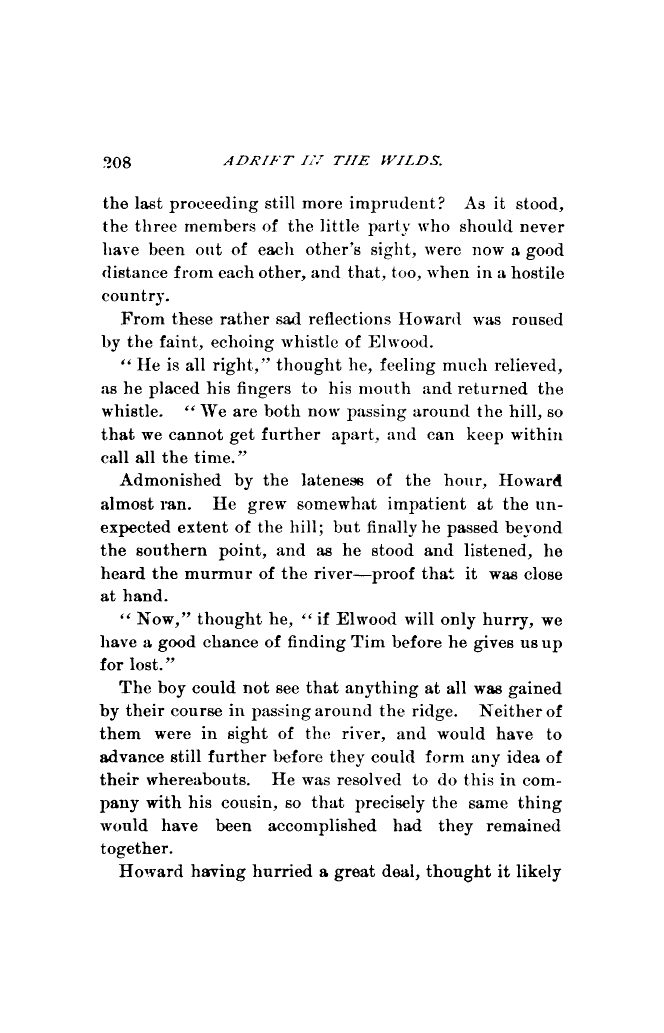 208 ADRIFT IN THE WILDS.
the last proceeding still more imprudent? As it stood,
the three members of the little party who should never
have been out of each other's sight, were now a good
distance from each other, and that, too, when in a hostile
country.
From these rather sad reflections Howard was roused
by the faint, echoing whistle of Elwood.
“ He is all right,” thought he, feeling much relieved,
as he placed his fingers to his mouth and returned the
whistle. “ We are both now passing around the hill, so
that we cannot get further apart, and can keep within
call all the time.”
Admonished by the lateness of the hour, Howard
almost ran. He grew somewhat impatient at the un-
expected extent of the hill; but finally he passed beyond
the southern point, and as he stood and listened, he
heard the murmur of the river—proof that it was close
at hand.
“ Now,” thought he, “ if Elwood will only hurry, we
have a good chance of finding Tim before he gives us up
for lost.”
The boy could not see that anything at all was gained
by their course in passing around the ridge. Neither of
them were in sight of the river, and would have to
advance still further before they could form any idea of
their whereabouts. He was resolved to do this in com-
pany with his cousin, so that precisely the same thing
would have been accomplished had they remained
together.
Howard having hurried a great deal, thought it likely